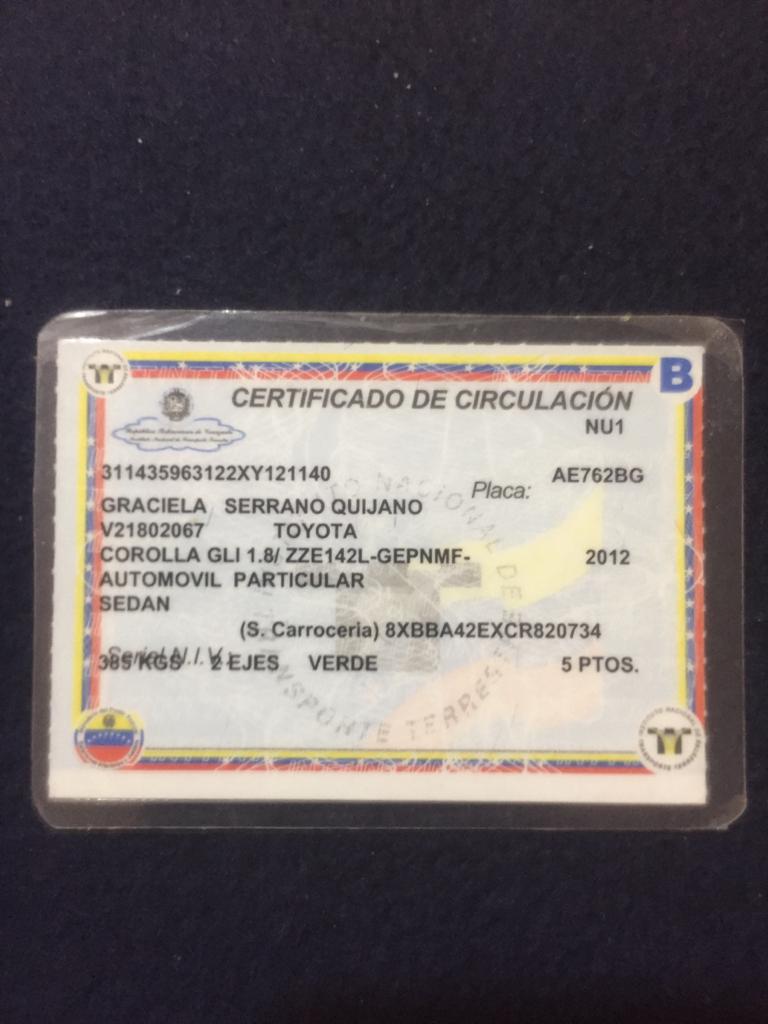 B
CERTIFICADO DE CIRCULACIÓN
NU1
República Bolivariana de Venezuela
Instituto Nacional de Transporte Terrestre
311435963122XY121140
Placa: AE762BG
GRACIELA SERRANO QUIJANO
V21802067 TOYOTA
COROLLA GLI 1.8/ ZZE142L-GEPNMF- 2012
AUTOMOVIL PARTICULAR
SEDAN
(S. Carroceria) 8XBBA42EXCR820734
Serial N.I.V.:
385 KGS 2 EJES VERDE 5 PTOS.
INSTITUTO NACIONAL DE TRANSPORTE TERRESTRE